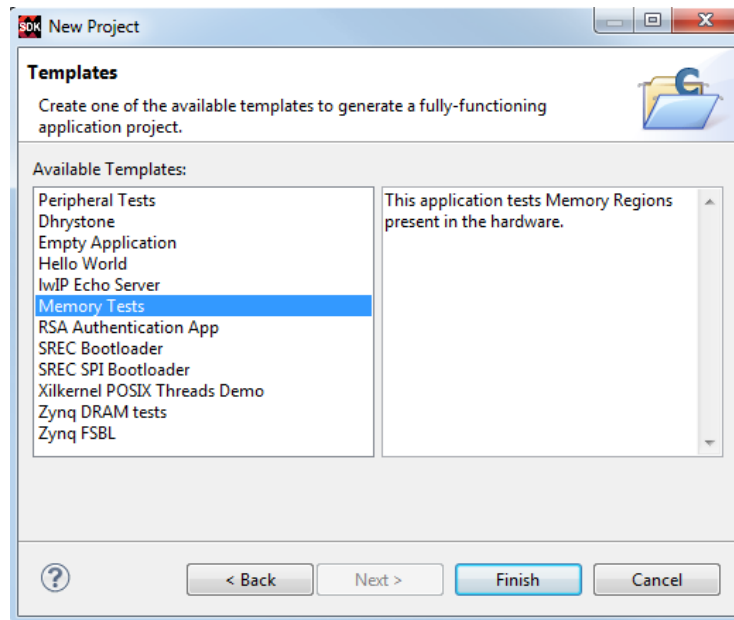 SDK New Project
Templates
Create one of the available templates to generate a fully-functioning
application project.
C
Available Templates:
Peripheral Tests
Dhrystone
Empty Application
Hello World
lwIP Echo Server
Memory Tests
RSA Authentication App
SREC Bootloader
SREC SPI Bootloader
Xilkernel POSIX Threads Demo
Zynq DRAM tests
Zynq FSBL
This application tests Memory Regions
present in the hardware.
?
< Back
Next >
Finish
Cancel